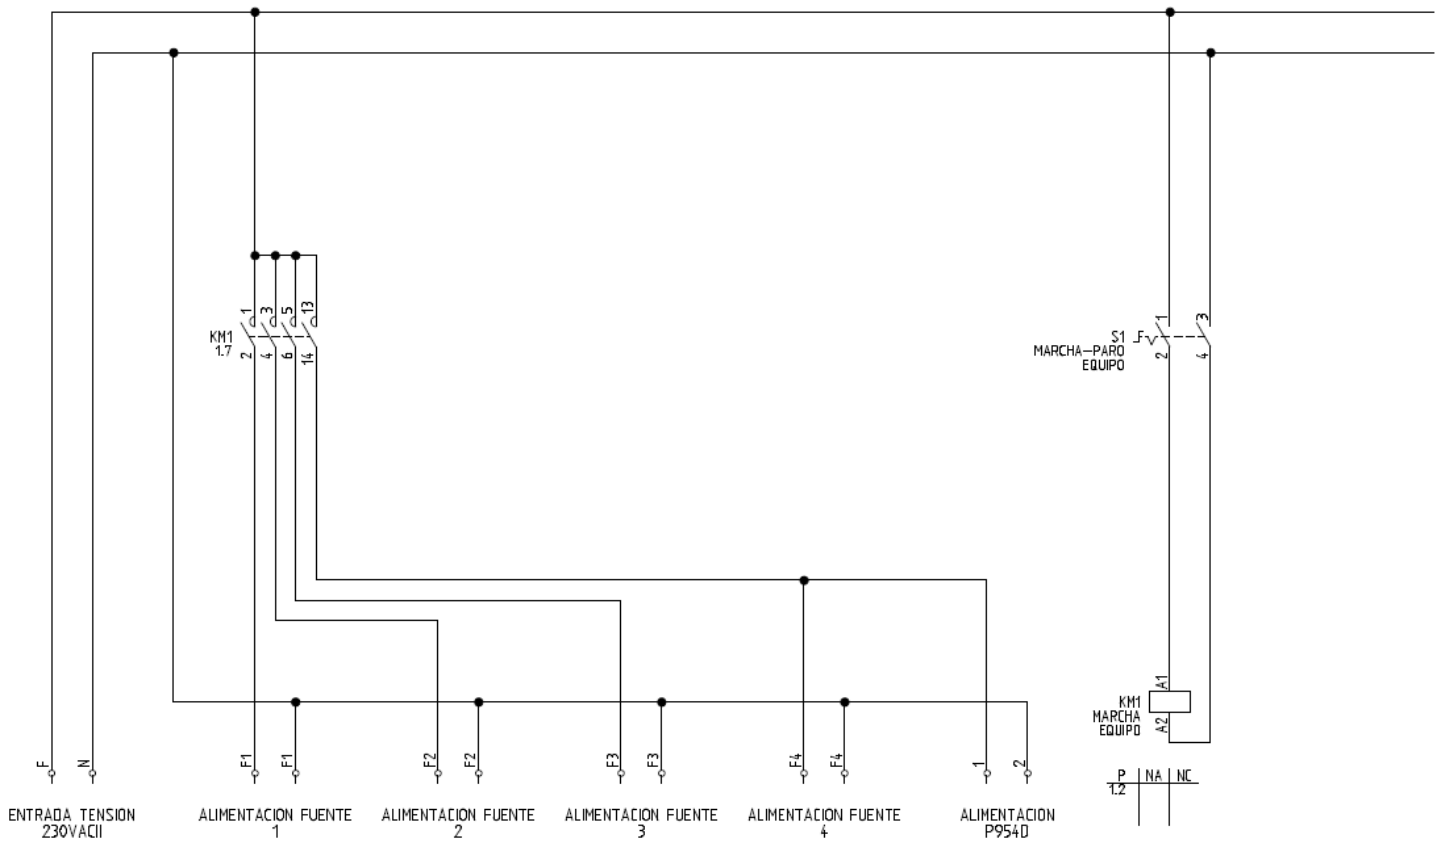 1
3
5
13
KM1
1.7
2
4
6
14
1
3
S1
MARCHA-PARO
EQUIPO
2
4
A1
KM1
MARCHA
EQUIPO
A2
F
N
F1
F1
F2
F2
F3
F3
F4
F4
1
2
P NA NC
1.2
ENTRADA TENSION
230VACII
ALIMENTACION FUENTE
1
ALIMENTACION FUENTE
2
ALIMENTACION FUENTE
3
ALIMENTACION FUENTE
4
ALIMENTACION
P954D